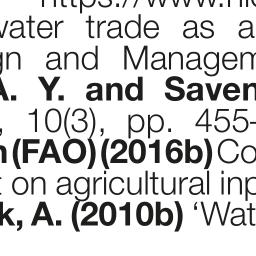 https://www.
water trade as a
gn and Managem
A. Y. and Saven
, 10(3), pp. 455-
n (FAO) (2016b) Co
t on agricultural inp
k, A. (2010b) ‘Wat